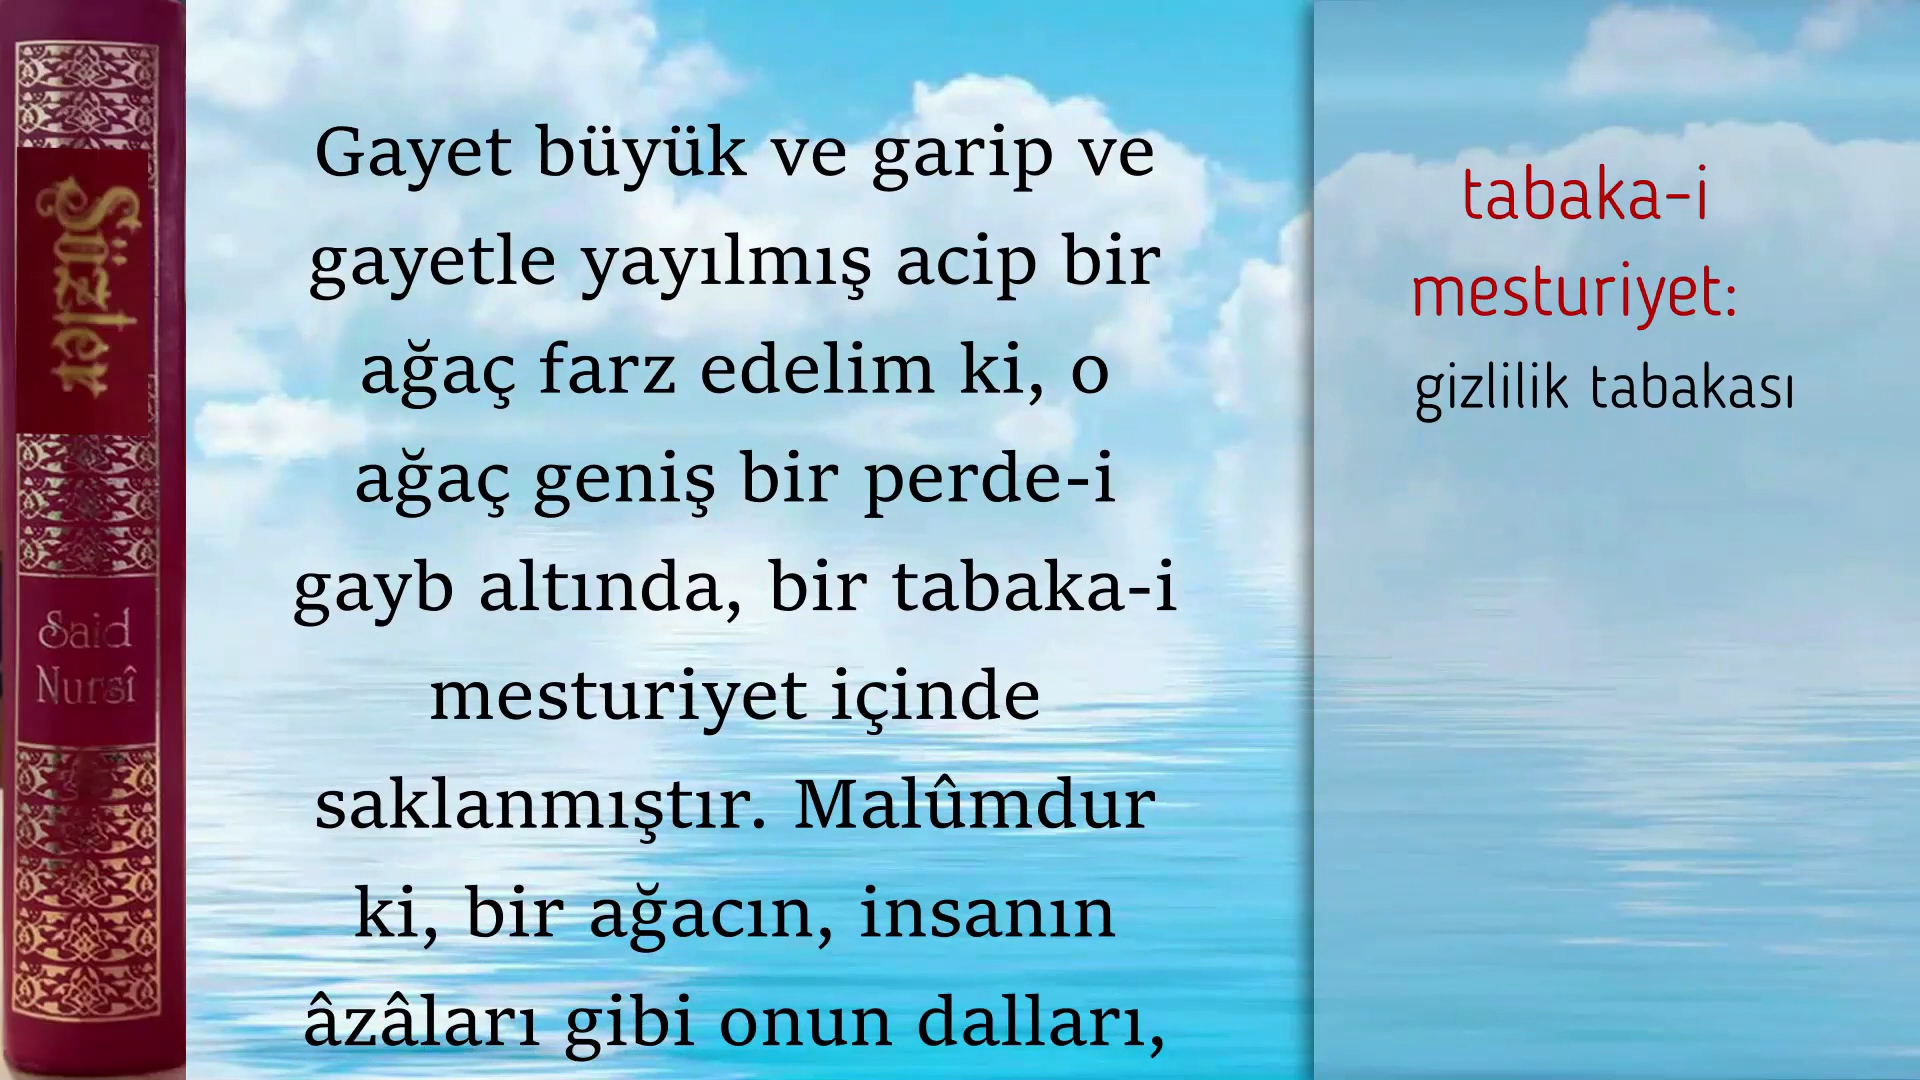 Sözler
Said
Nursî
Gayet büyük ve garip ve
gayetle yayılmış acip bir
ağaç farz edelim ki, o
ağaç geniş bir perde-i
gayb altında, bir tabaka-i
mesturiyet içinde
saklanmıştır. Malûmdur
ki, bir ağacın, insanın
âzâları gibi onun dalları,
tabaka-i
mesturiyet:
gizlilik tabakası